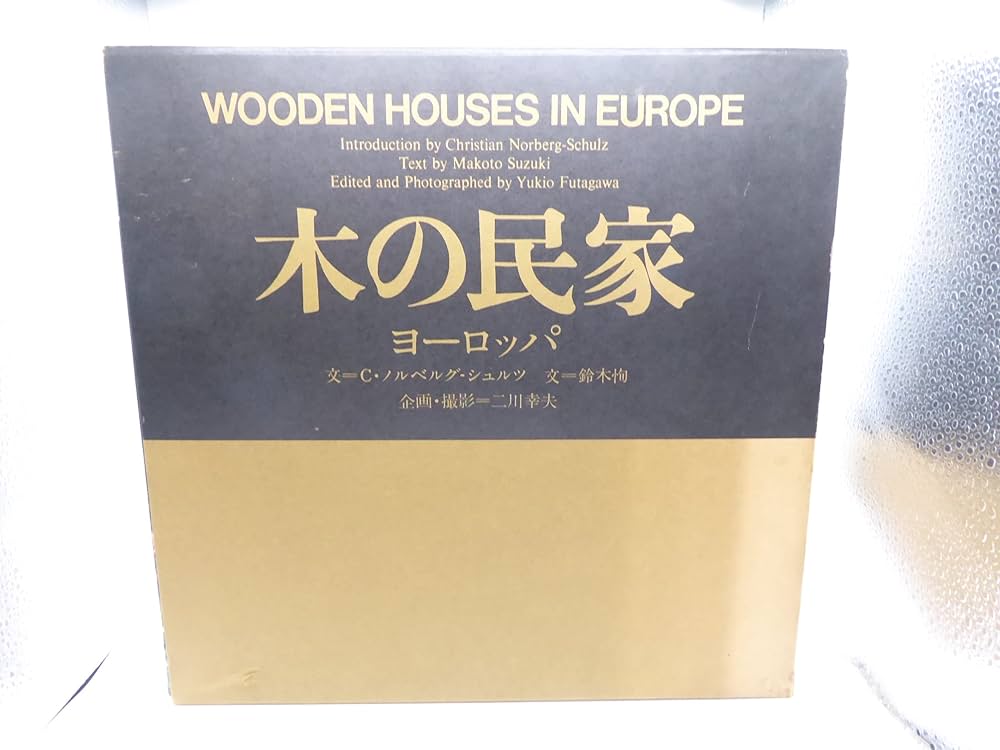 WOODEN HOUSES IN EUROPE
Introduction by Christian Norberg-Schulz
Text by Makoto Suzuki
Edited and Photographed by Yukio Futagawa
木の民家
ヨーロッパ
文=C・ノルベルグ-シュルツ 文=鈴木恂
企画・撮影=二川幸夫